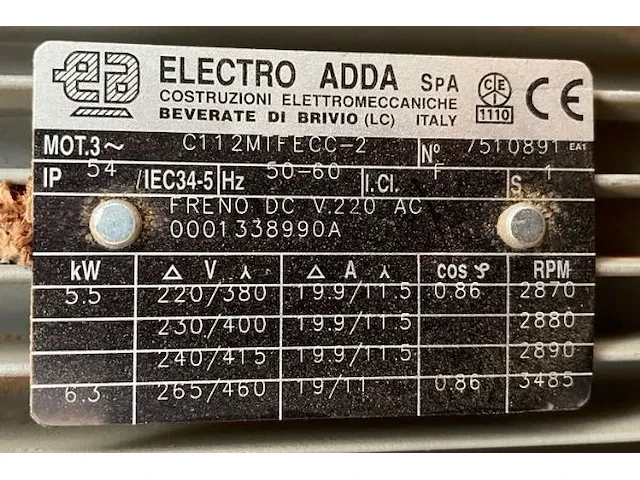 ELECTRO ADDA SpA
COSTRUZIONI ELETTROMECCANICHE
BEVERATE DI BRIVIO (LC) ITALY
CEI
1110
CE
MOT.3~ C112MTFECC-2 Nº 7510891 EA1
IP 54 /IEC34-5 Hz 50-60 I.Cl. F S 1
FRENO DC V.220 AC
0001338990A
kW Δ V ⅄ Δ A ⅄ cos φ RPM
5.5 220/380 19.9/11.5 0.86 2870
230/400 19.9/11.5 2880
240/415 19.9/11.5 2890
6.3 265/460 19/11 0.86 3485